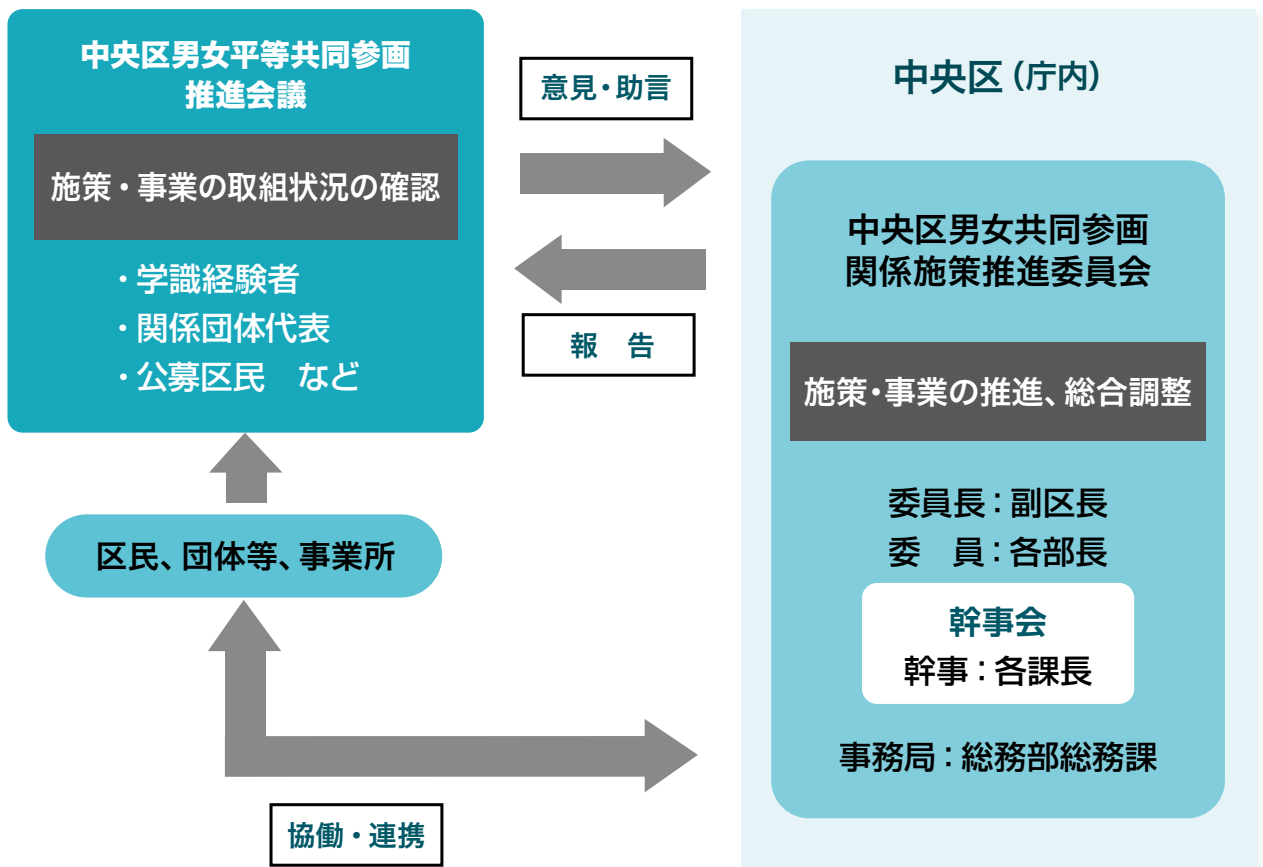 中央区男女平等共同参画
推進会議
施策・事業の取組状況の確認
・学識経験者
・関係団体代表
・公募区民　など
意見・助言
報　告
区民、団体等、事業所
協働・連携
中央区（庁内）
中央区男女共同参画
関係施策推進委員会
施策・事業の推進、総合調整
委員長：副区長
委　員：各部長
幹事会
幹事：各課長
事務局：総務部総務課